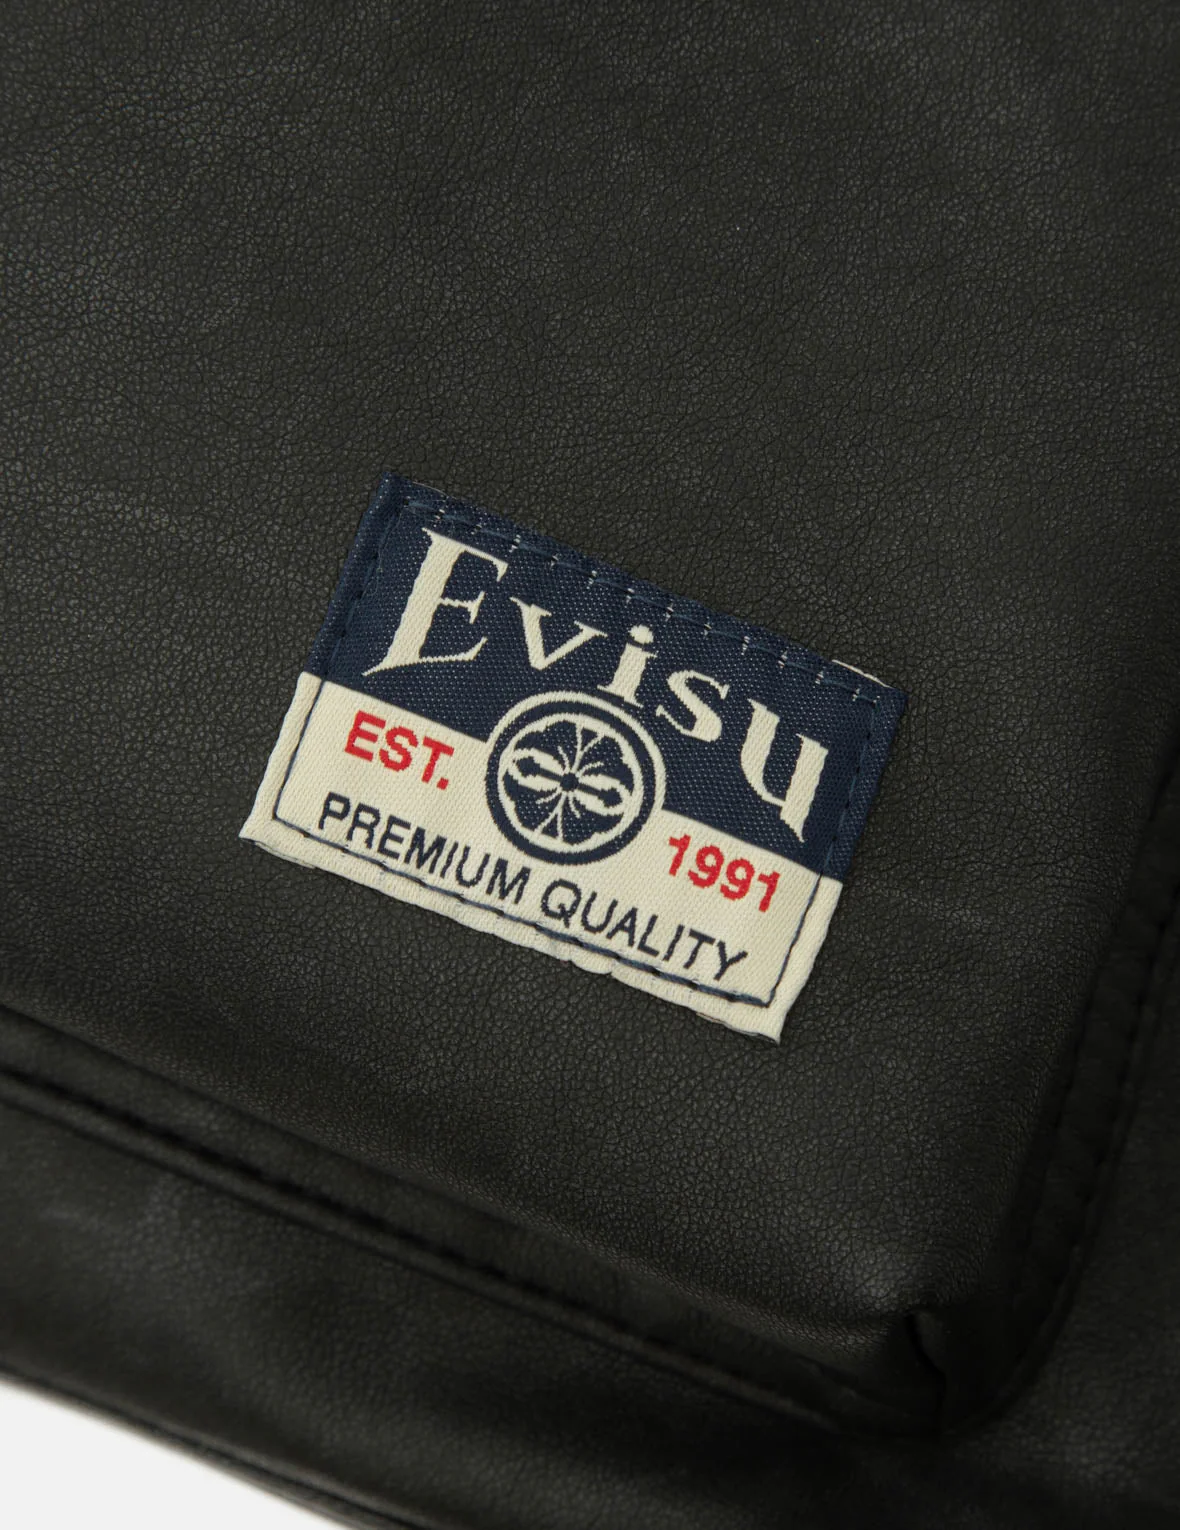 Evisu
EST. 1991
PREMIUM QUALITY